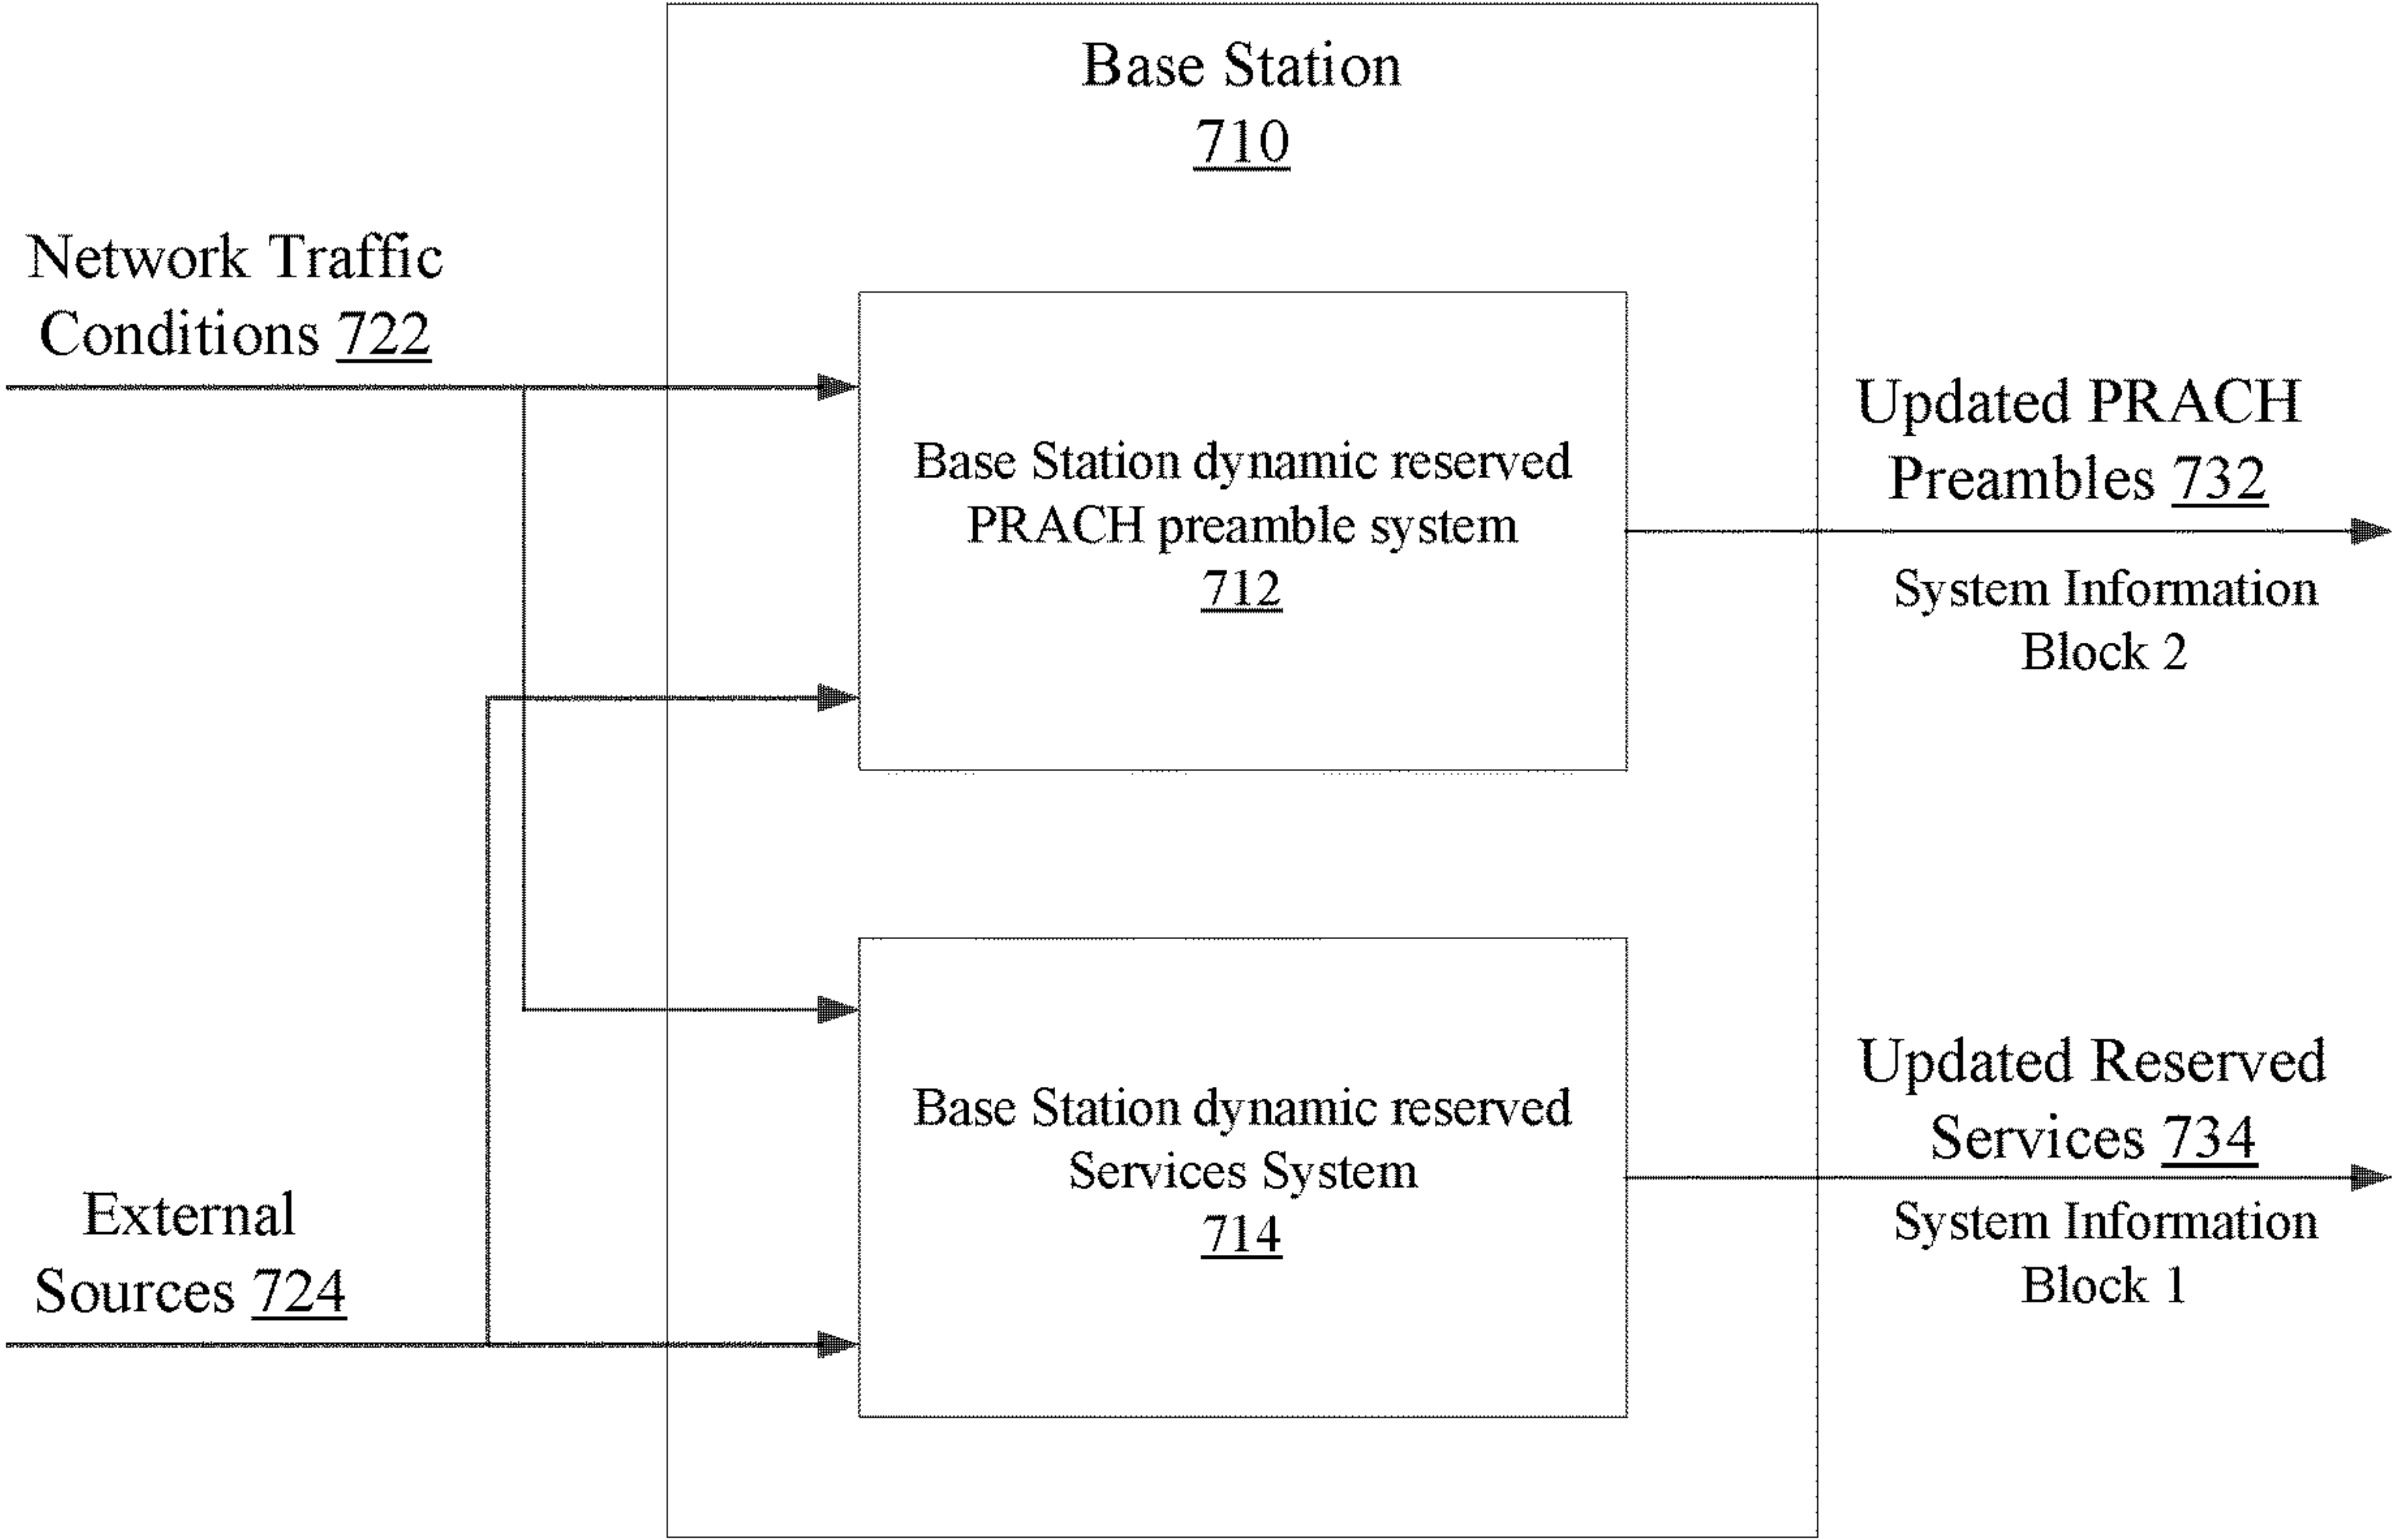 Base Station
710
Network Traffic
Conditions 722
Base Station dynamic reserved
PRACH preamble system
712
Updated PRACH
Preambles 732
System Information
Block 2
External
Sources 724
Base Station dynamic reserved
Services System
714
Updated Reserved
Services 734
System Information
Block 1